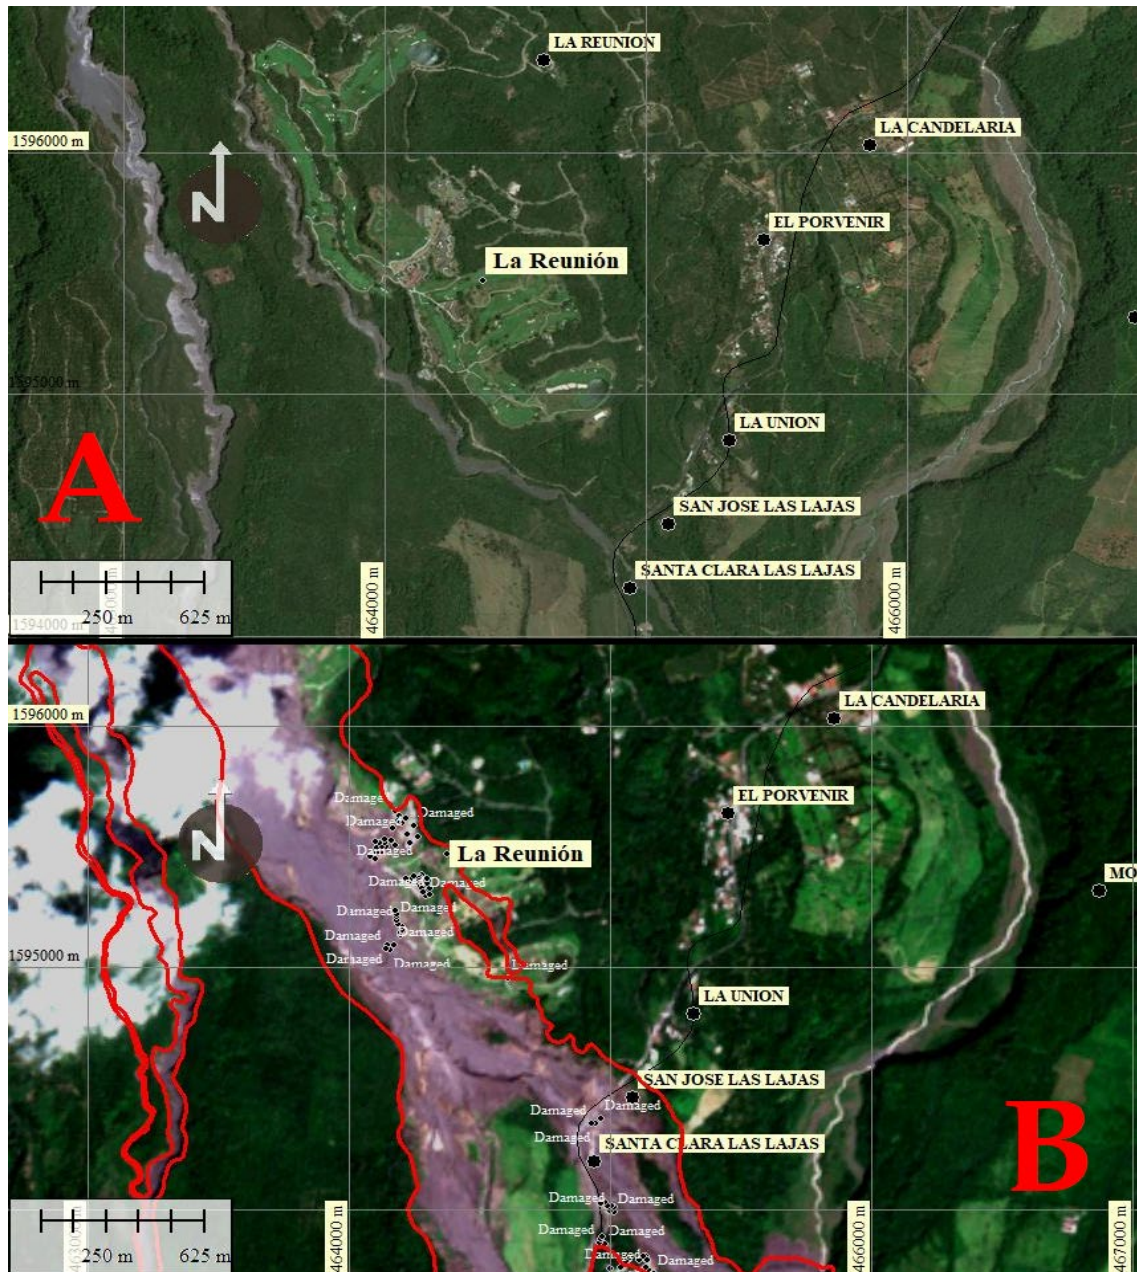 LA REUNION
LA CANDELARIA
1596000 m
N
EL PORVENIR
La Reunión
1595000 m
LA UNION
A
SAN JOSE LAS LAJAS
SANTA CLARA LAS LAJAS
250 m 625 m
1594000 m
464000 m
466000 m
LA CANDELARIA
1596000 m
EL PORVENIR
Damaged
Damaged
N
Damaged
La Reunión
MO
Damaged
Damaged
Damaged
Damaged
Damaged
Damaged
Damaged
Damaged
1595000 m
LA UNION
SAN JOSE LAS LAJAS
Damaged
Damaged
Damaged
SANTA CLARA LAS LAJAS
B
Damaged
Damaged
250 m 625 m
463000 m
464000 m
466000 m
467000 m
Damaged
Damaged
Damaged
Damaged